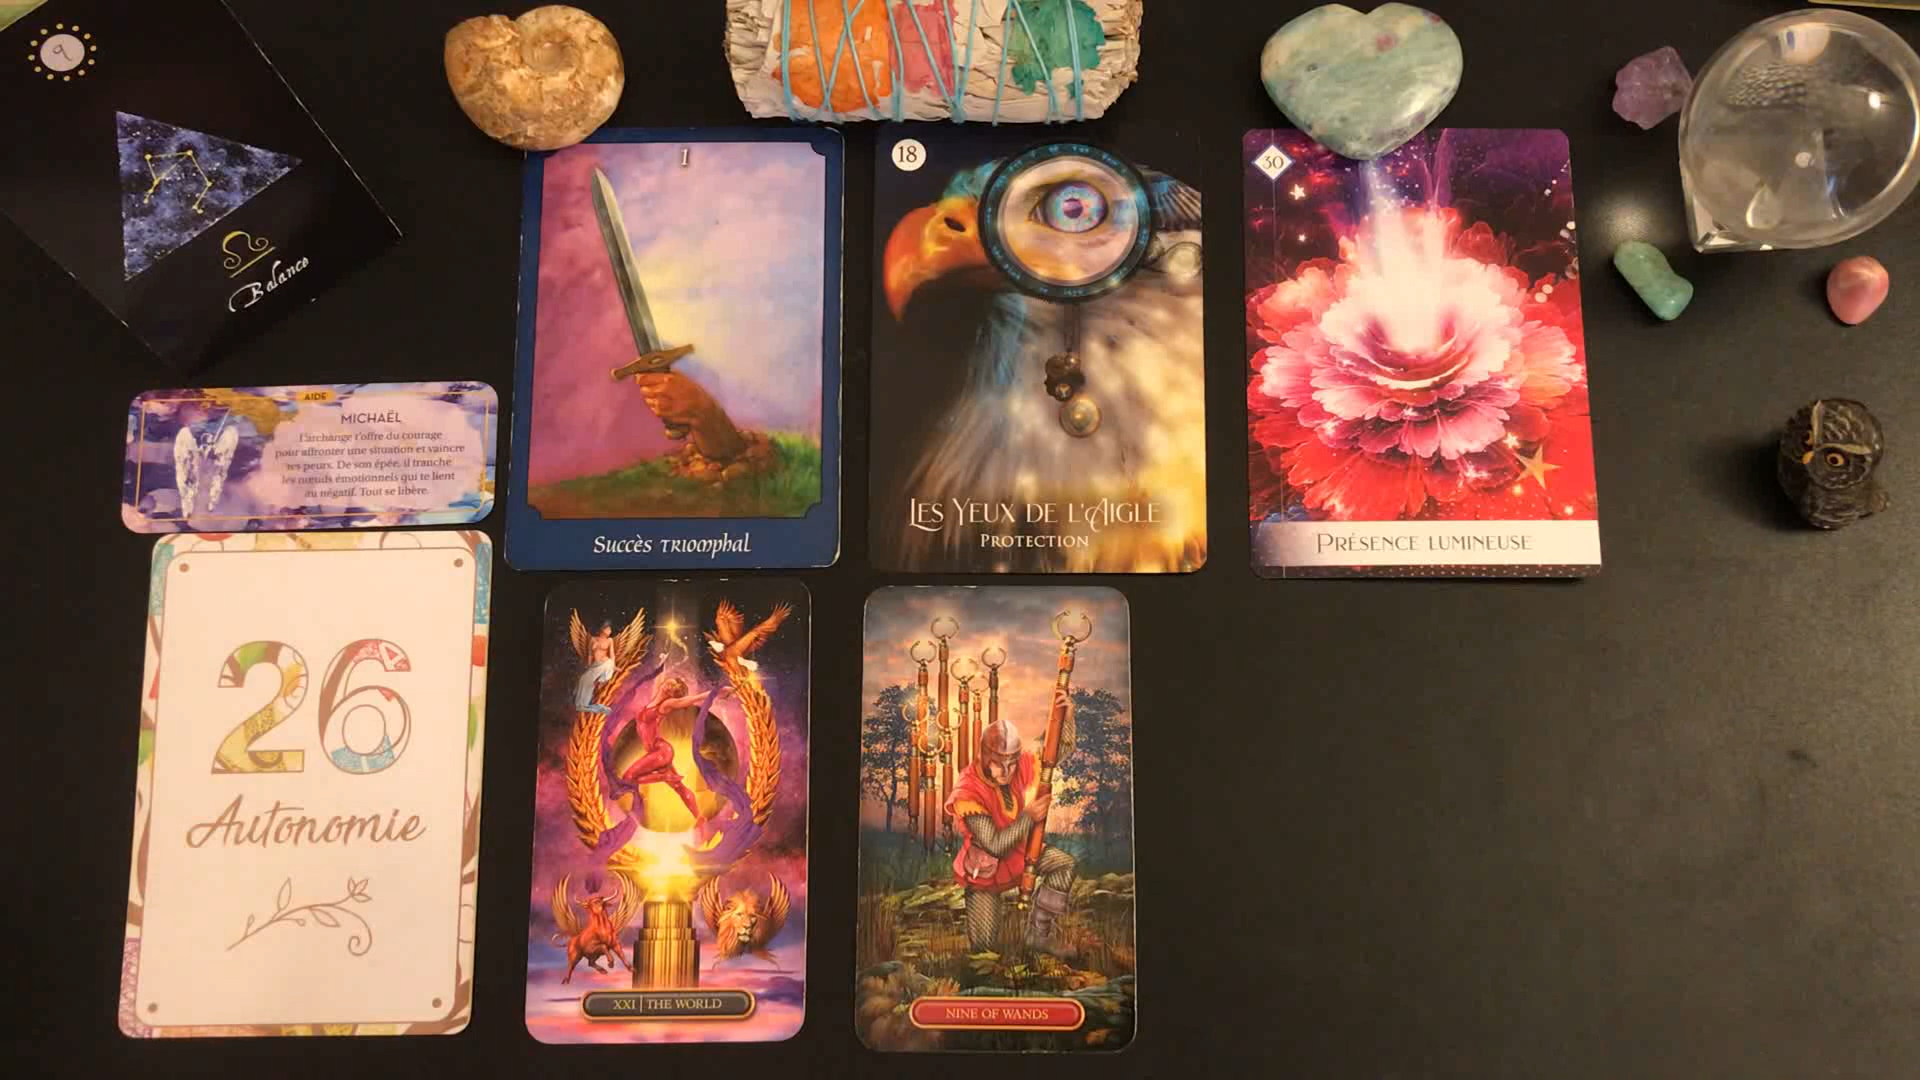 9
Balance
AIDE
MICHAËL
L'archange t'offre du courage
pour affronter une situation et vaincre
tes peurs. De son épée, il tranche
les nœuds émotionnels qui te lient
au négatif. Tout se libère.
26
Autonomie
1
Succès triomphal
18
Les Yeux de l'Aigle
Protection
30
Présence lumineuse
XXI | THE WORLD
NINE OF WANDS